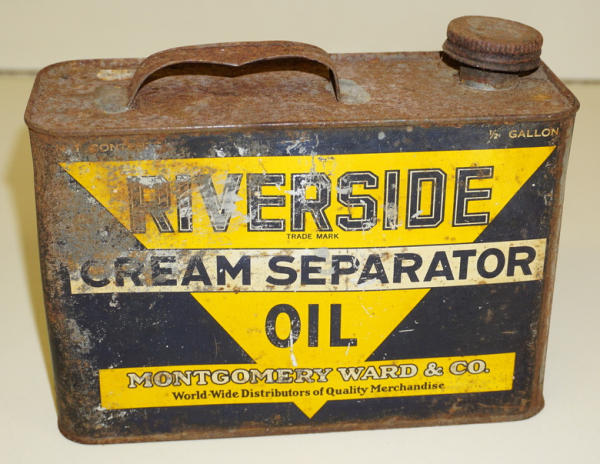 ½ GALLON
RIVERSIDE
TRADE MARK
CREAM SEPARATOR
OIL
MONTGOMERY WARD & CO.
World-Wide Distributors of Quality Merchandise